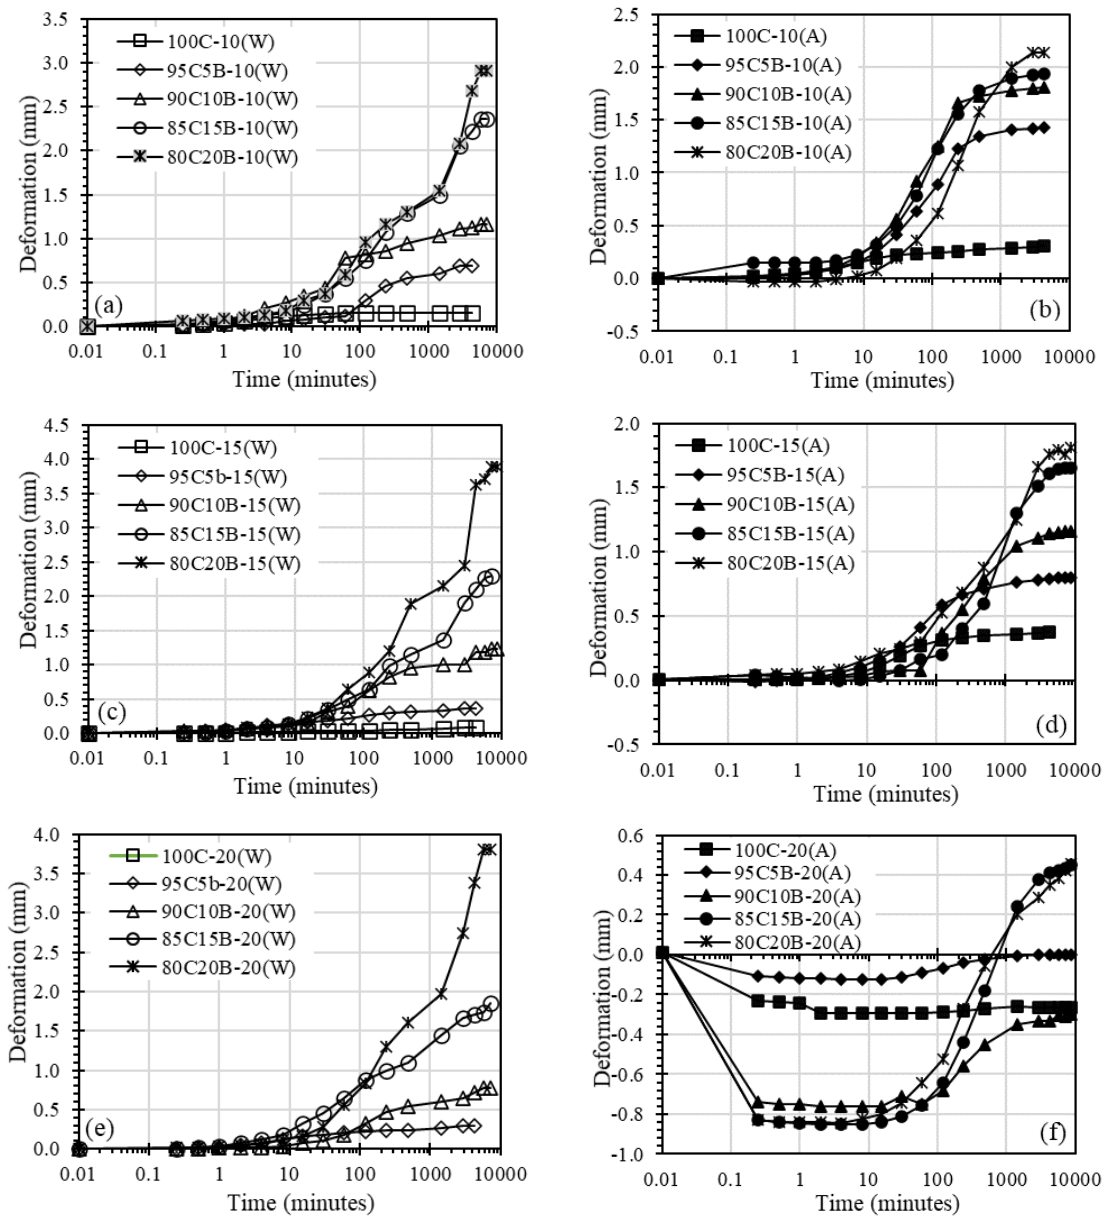 3.5
3.0
2.5
2.0
1.5
1.0
0.5
0.0
Deformation (mm)
100C-10(W)
95C5B-10(W)
90C10B-10(W)
85C15B-10(W)
80C20B-10(W)
(a)
0.01 0.1 1 10 100 1000 10000
Time (minutes)
2.5
2.0
1.5
1.0
0.5
0.0
-0.5
Deformation (mm)
100C-10(A)
95C5B-10(A)
90C10B-10(A)
85C15B-10(A)
80C20B-10(A)
(b)
0.01 0.1 1 10 100 1000 10000
Time (minutes)
4.5
4.0
3.5
3.0
2.5
2.0
1.5
1.0
0.5
0.0
Deformation (mm)
100C-15(W)
95C5b-15(W)
90C10B-15(W)
85C15B-15(W)
80C20B-15(W)
(c)
0.01 0.1 1 10 100 1000 10000
Time (minutes)
2.0
1.5
1.0
0.5
0.0
-0.5
Deformation (mm)
100C-15(A)
95C5B-15(A)
90C10B-15(A)
85C15B-15(A)
80C20B-15(A)
(d)
0.01 0.1 1 10 100 1000 10000
Time (minutes)
4.0
3.5
3.0
2.5
2.0
1.5
1.0
0.5
0.0
Deformation (mm)
100C-20(W)
95C5b-20(W)
90C10B-20(W)
85C15B-20(W)
80C20B-20(W)
(e)
0.01 0.1 1 10 100 1000 10000
Time (minutes)
0.6
0.4
0.2
0.0
-0.2
-0.4
-0.6
-0.8
-1.0
Deformation (mm)
100C-20(A)
95C5B-20(A)
90C10B-20(A)
85C15B-20(A)
80C20B-20(A)
(f)
0.01 0.1 1 10 100 1000 10000
Time (minutes)